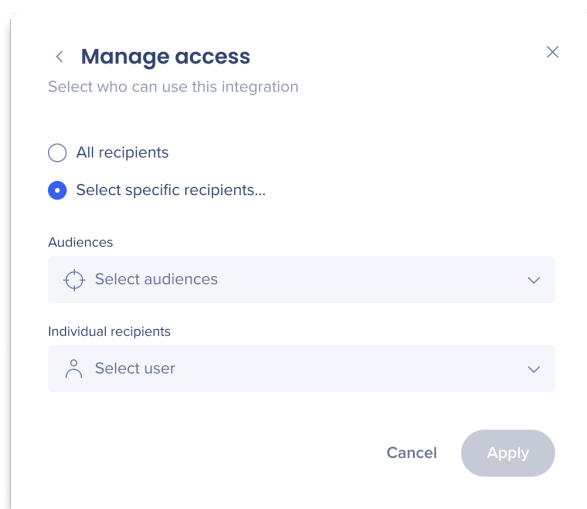 Manage access
Select who can use this integration
All recipients
Select specific recipients...
Audiences
Select audiences
Individual recipients
Select user
Cancel
Apply